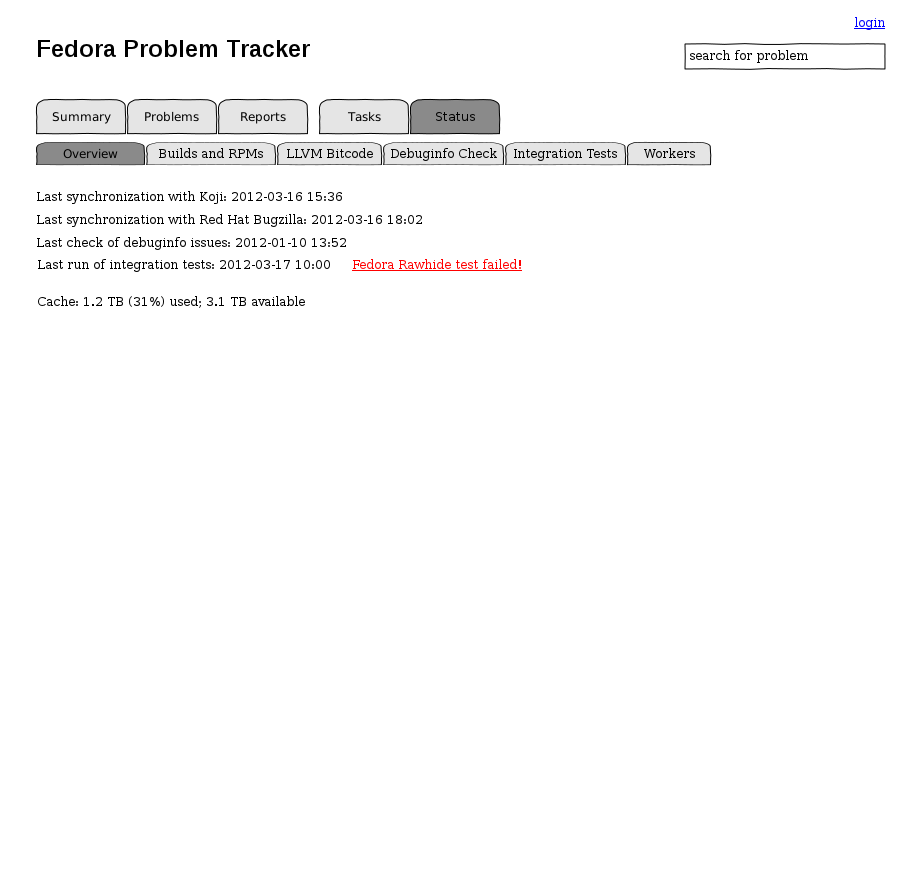 login
Fedora Problem Tracker
search for problem
Summary Problems Reports Tasks Status
Overview Builds and RPMs LLVM Bitcode Debuginfo Check Integration Tests Workers
Last synchronization with Koji: 2012-03-16 15:36
Last synchronization with Red Hat Bugzilla: 2012-03-16 18:02
Last check of debuginfo issues: 2012-01-10 13:52
Last run of integration tests: 2012-03-17 10:00 Fedora Rawhide test failed!
Cache: 1.2 TB (31%) used; 3.1 TB available